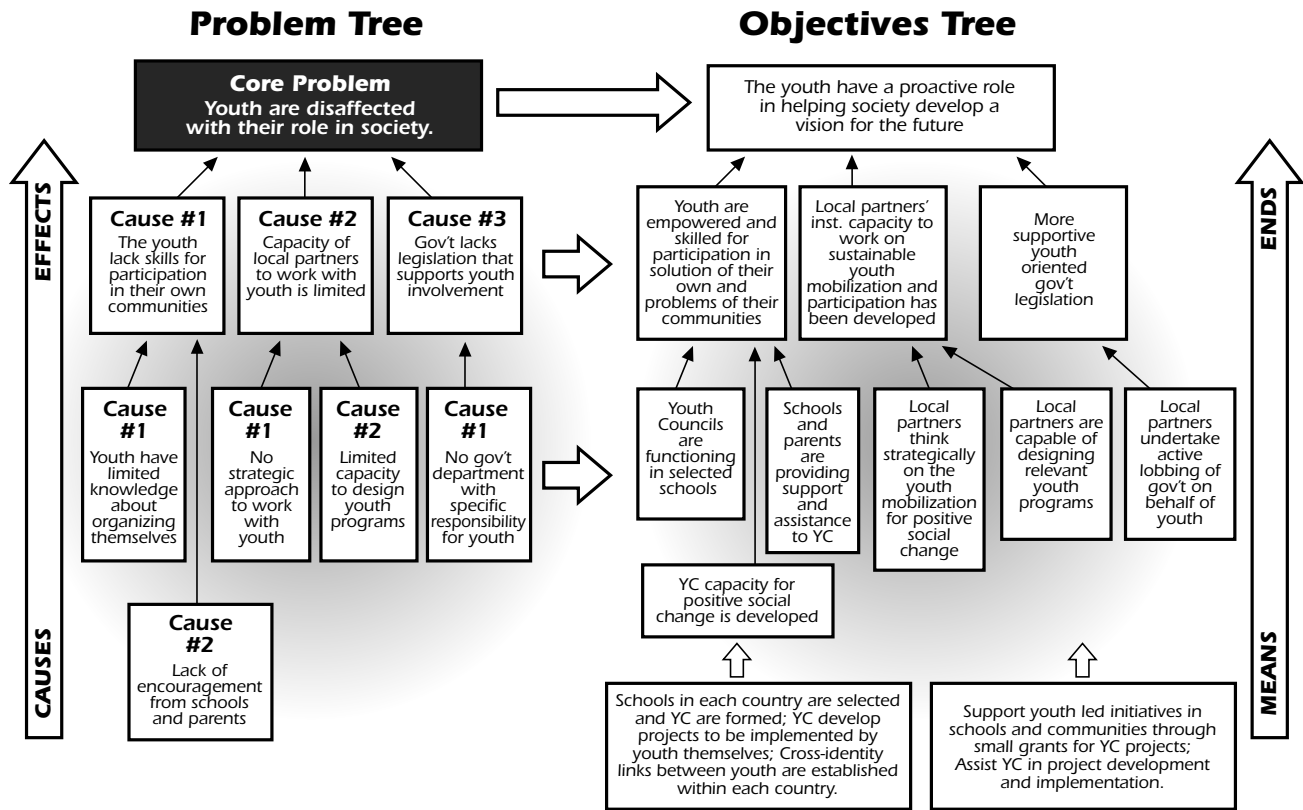 Problem Tree
Core Problem
Youth are disaffected
with their role in society.
EFFECTS
CAUSES
Cause #1
The youth
lack skills for
participation
in their own
communities
Cause #2
Capacity of
local partners
to work with
youth is limited
Cause #3
Gov't lacks
legislation that
supports youth
involvement
Cause
#1
Youth have
limited
knowledge
about
organizing
themselves
Cause
#1
No
strategic
approach
to work
with
youth
Cause
#2
Limited
capacity
to design
youth
programs
Cause
#1
No gov't
department
with
specific
responsibility
for youth
Cause
#2
Lack of
encouragement
from schools
and parents
Objectives Tree
The youth have a proactive role
in helping society develop a
vision for the future
Youth are
empowered and
skilled for
participation in
solution of their
own and
problems of their
communities
Local partners'
inst. capacity to
work on
sustainable
youth
mobilization and
participation has
been developed
More
supportive
youth
oriented
gov't
legislation
Youth
Councils
are
functioning
in selected
schools
Schools
and
parents
are
providing
support
and
assistance
to YC
Local
partners
think
strategically
on the
youth
mobilization
for positive
social
change
Local
partners are
capable of
designing
relevant
youth
programs
Local
partners
undertake
active
lobbing of
gov't on
behalf of
youth
YC capacity for
positive social
change is developed
Schools in each country are selected
and YC are formed; YC develop
projects to be implemented by
youth themselves; Cross-identity
links between youth are established
within each country.
Support youth led initiatives in
schools and communities through
small grants for YC projects;
Assist YC in project development
and implementation.
ENDS
MEANS